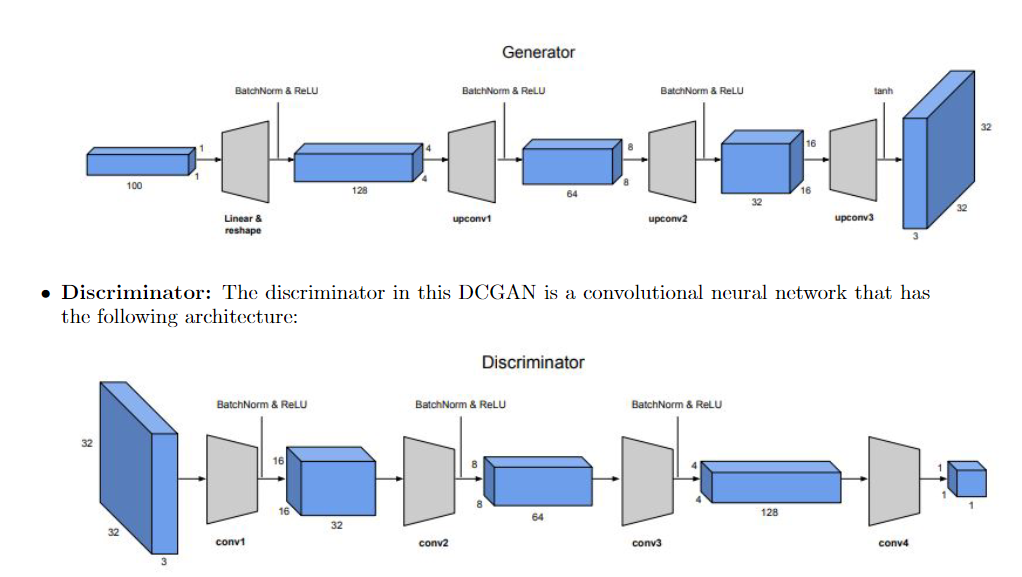 Generator
BatchNorm & ReLU
BatchNorm & ReLU
BatchNorm & ReLU
tanh
1
1
100
4
4
128
8
8
64
16
16
32
32
32
3
Linear &
reshape
upconv1
upconv2
upconv3
• Discriminator: The discriminator in this DCGAN is a convolutional neural network that has
the following architecture:
Discriminator
BatchNorm & ReLU
BatchNorm & ReLU
BatchNorm & ReLU
32
32
3
16
16
32
8
8
64
4
4
128
1
1
1
conv1
conv2
conv3
conv4